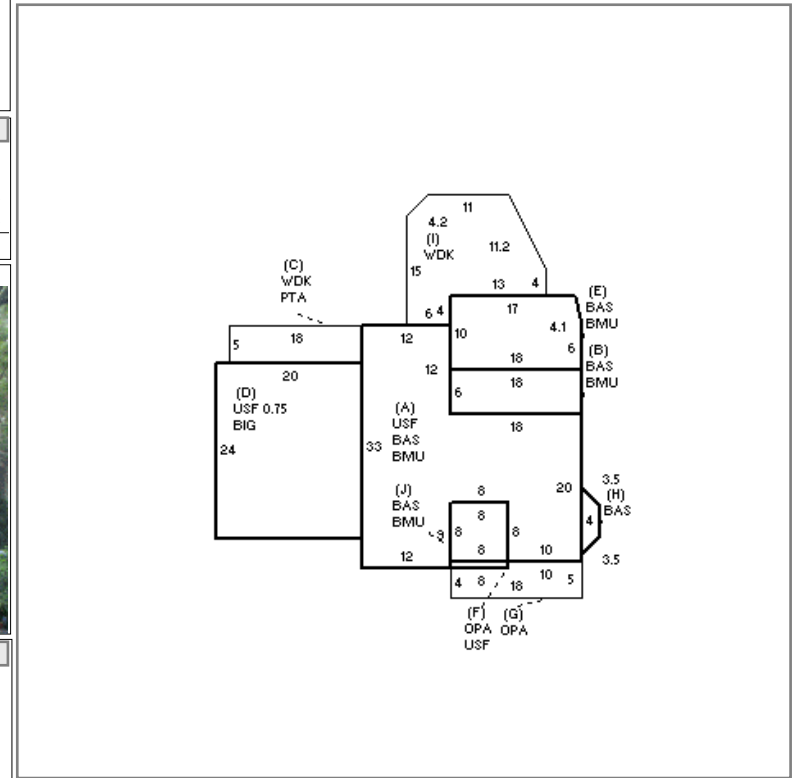 11
4.2
(I)
WDK
11.2
15
(C)
WDK
PTA
13
4
6
4
(E)
BAS
BMU
17
4.1
10
18
12
5
6
18
(B)
BAS
BMU
12
20
18
6
(D)
USF 0.75
BIG
(A)
USF
BAS
BMU
18
33
24
(J)
BAS
BMU
8
8
20
3.5
(H)
BAS
4
9
8
8
8
10
12
3.5
4
8
18
10
5
(F)
OPA
USF
(G)
OPA